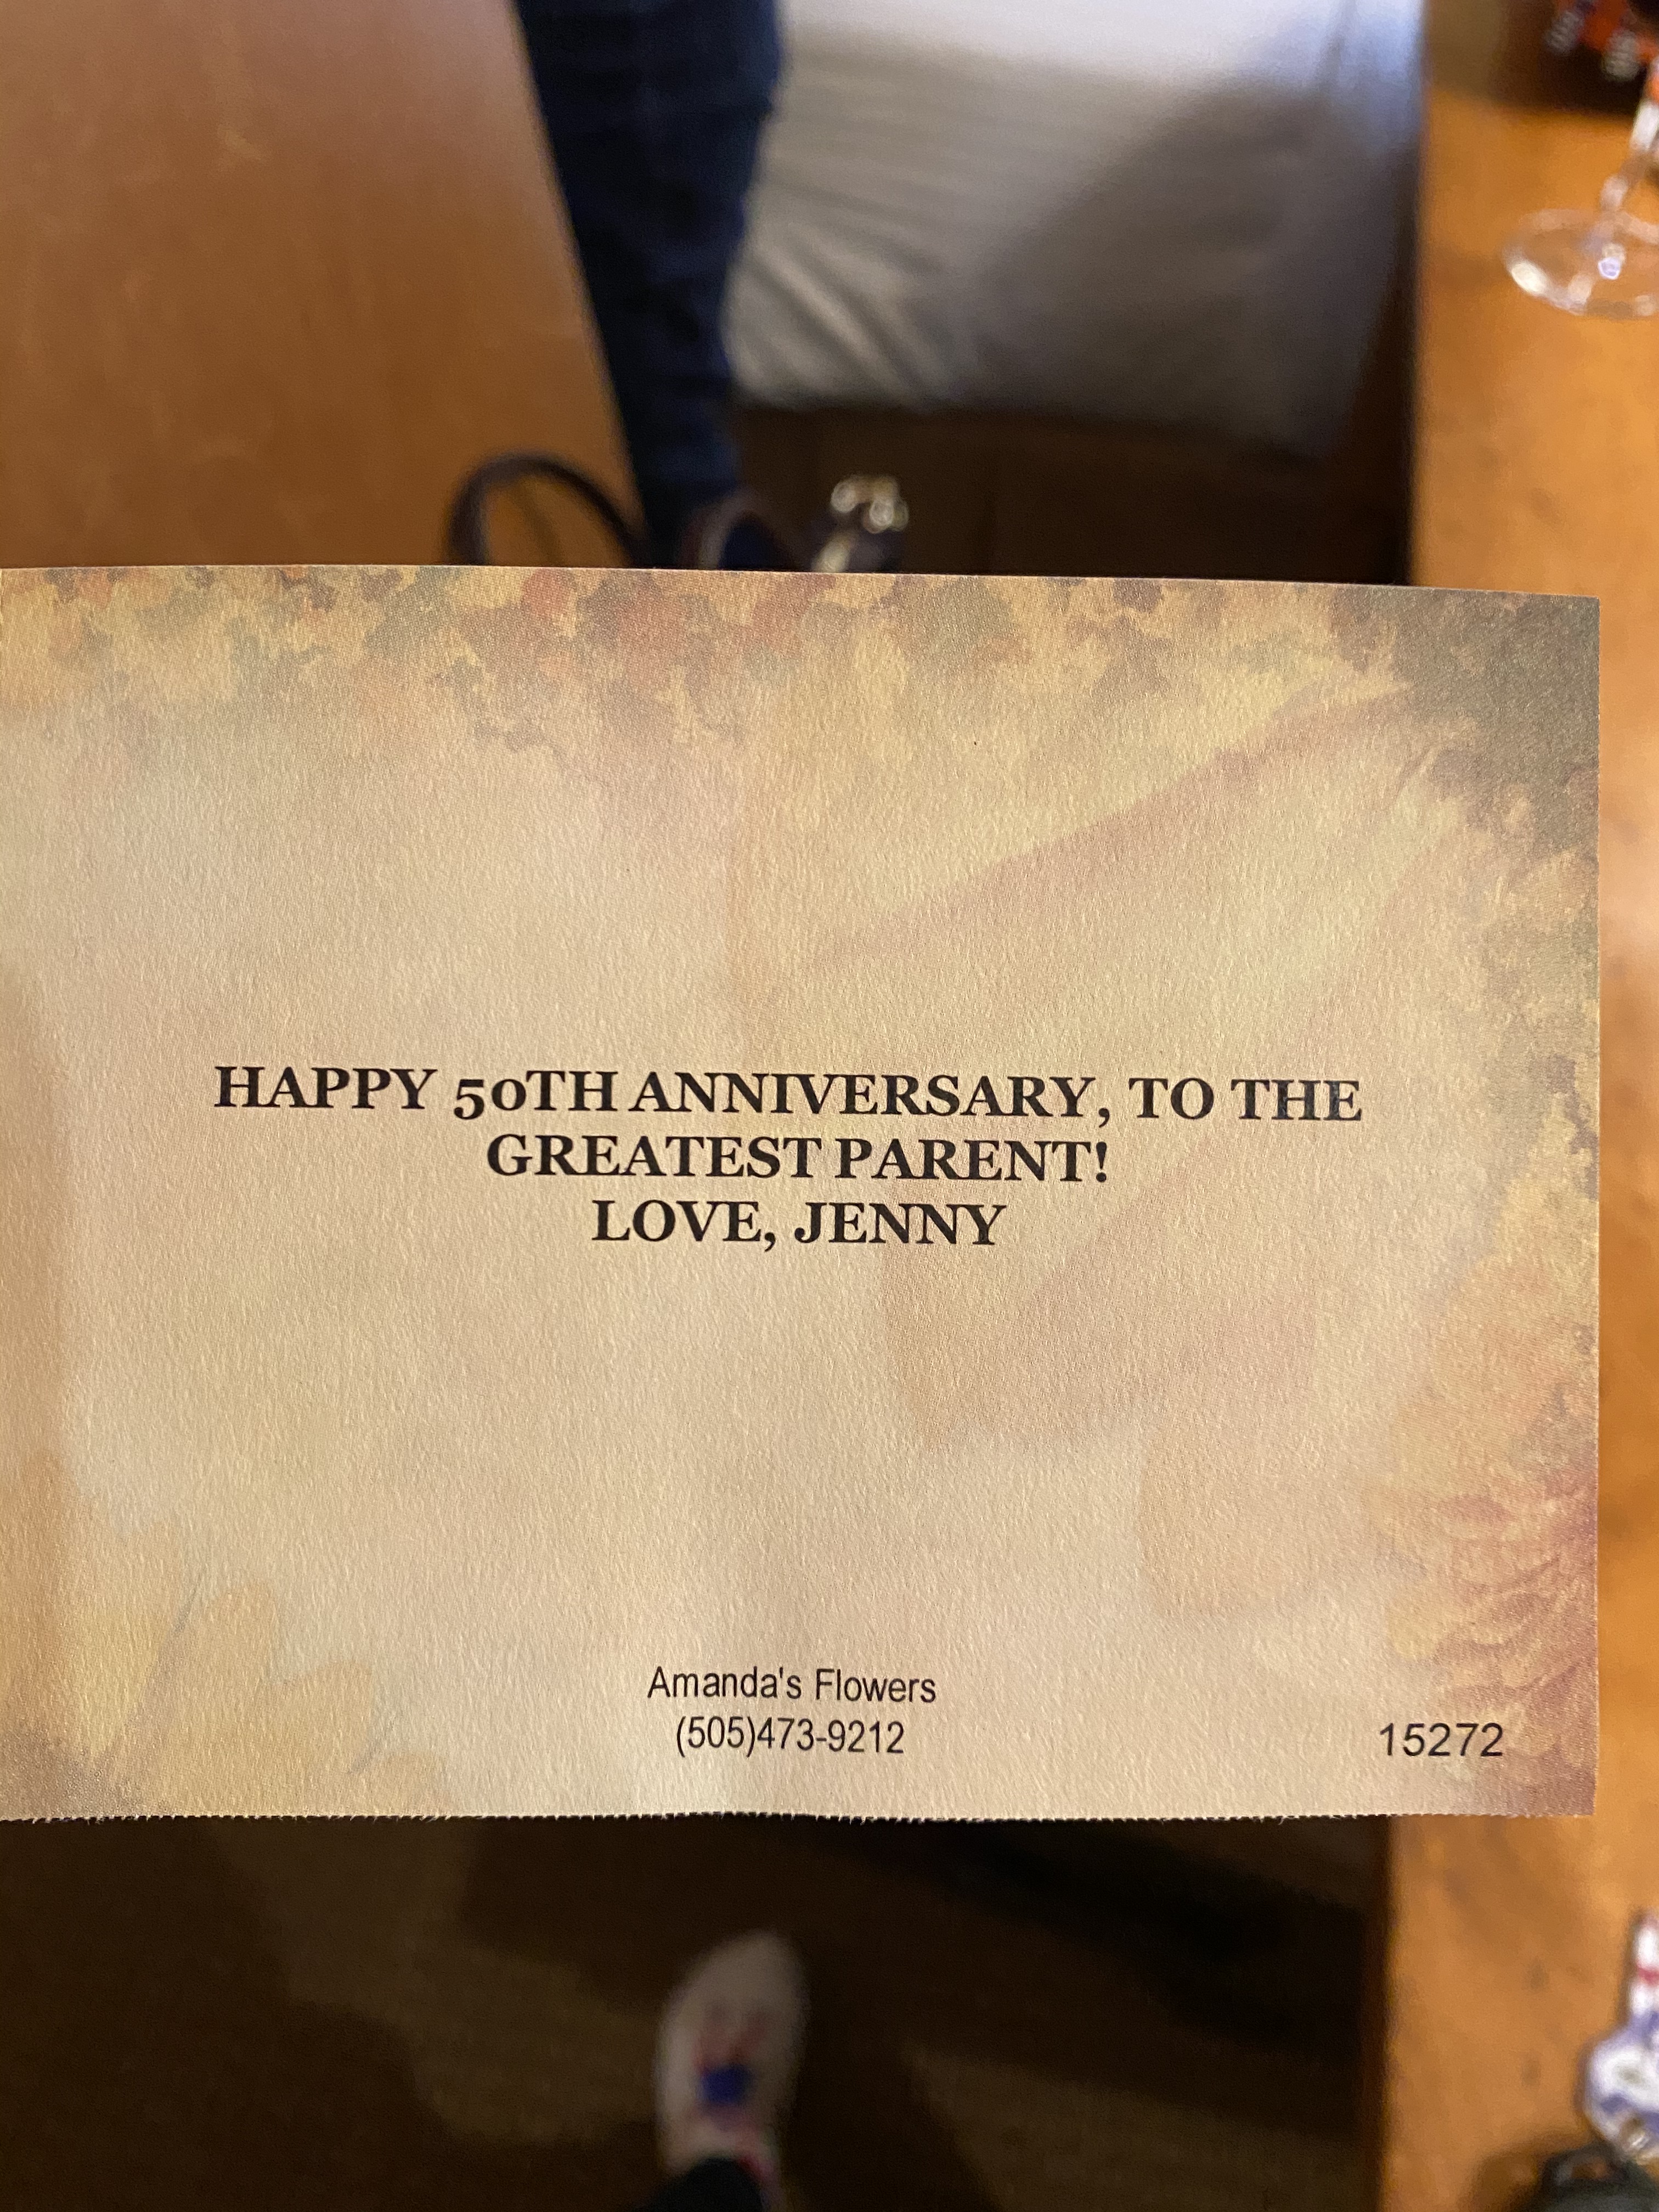 HAPPY 50TH ANNIVERSARY, TO THE
GREATEST PARENT!
LOVE, JENNY
Amanda's Flowers
(505)473-9212
15272